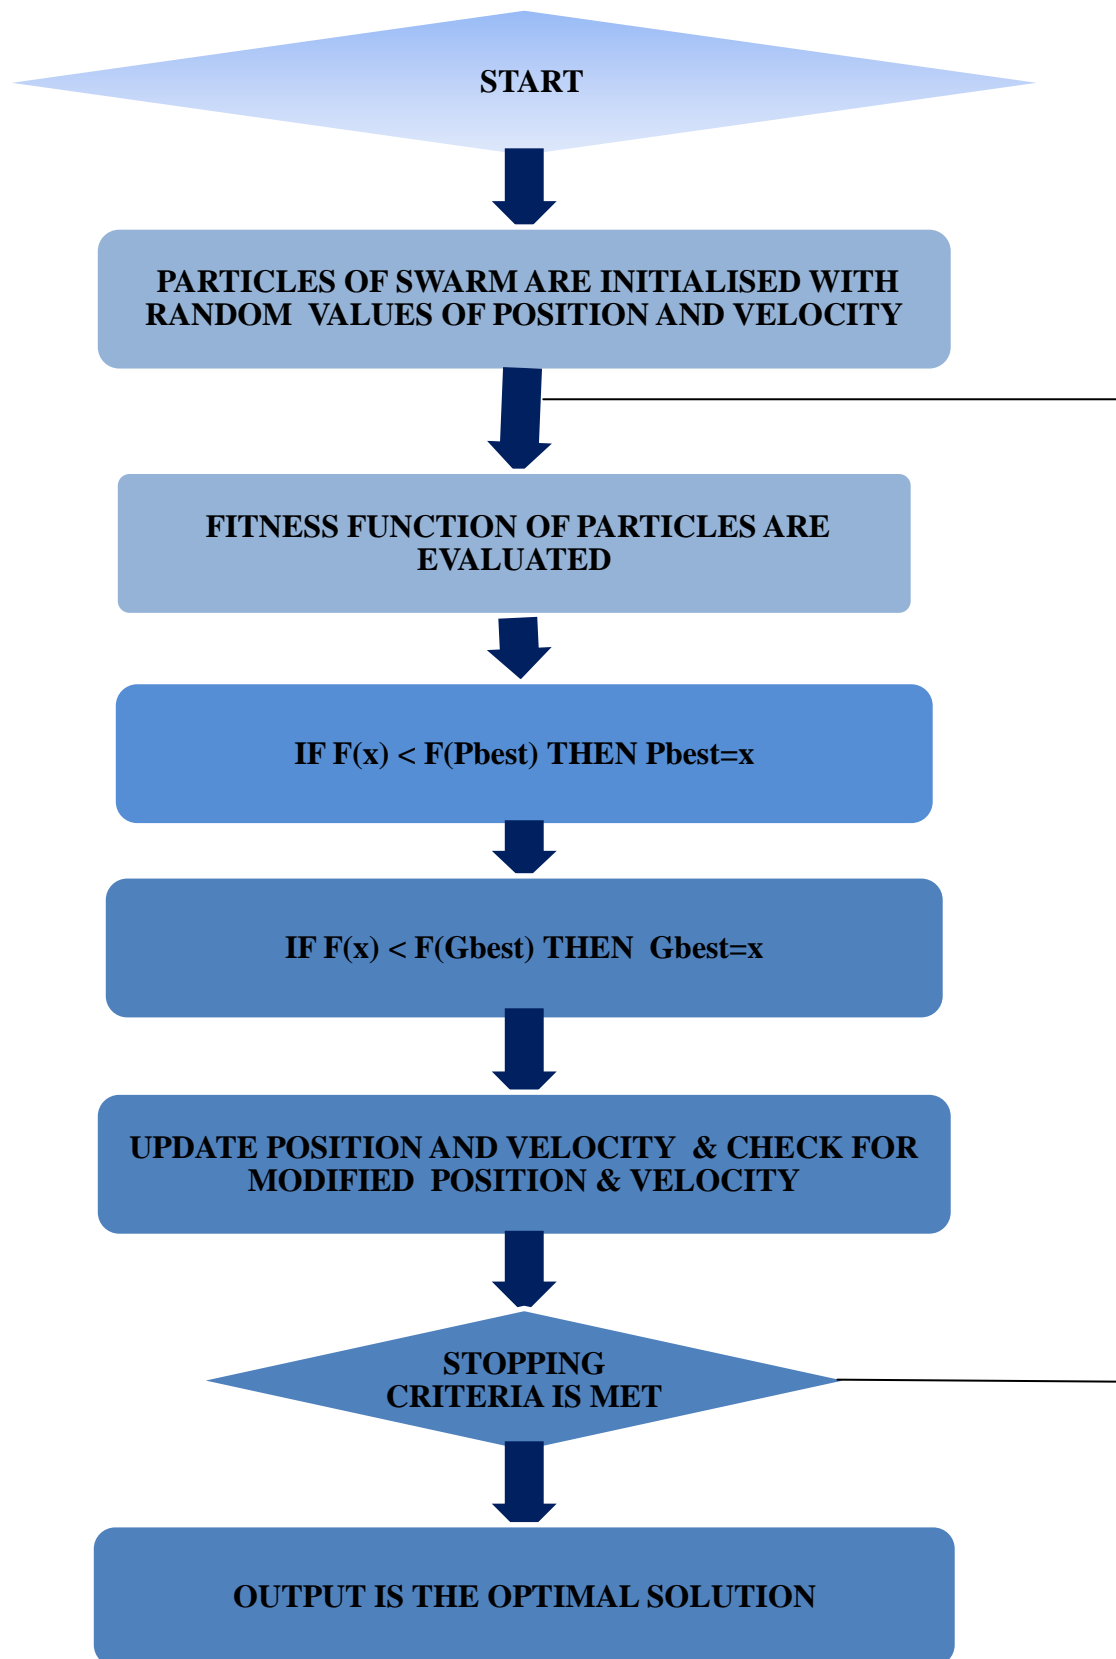 START
PARTICLES OF SWARM ARE INITIALISED WITH
RANDOM VALUES OF POSITION AND VELOCITY
FITNESS FUNCTION OF PARTICLES ARE
EVALUATED
IF F(x) < F(Pbest) THEN Pbest=x
IF F(x) < F(Gbest) THEN Gbest=x
UPDATE POSITION AND VELOCITY & CHECK FOR
MODIFIED POSITION & VELOCITY
STOPPING
CRITERIA IS MET
OUTPUT IS THE OPTIMAL SOLUTION